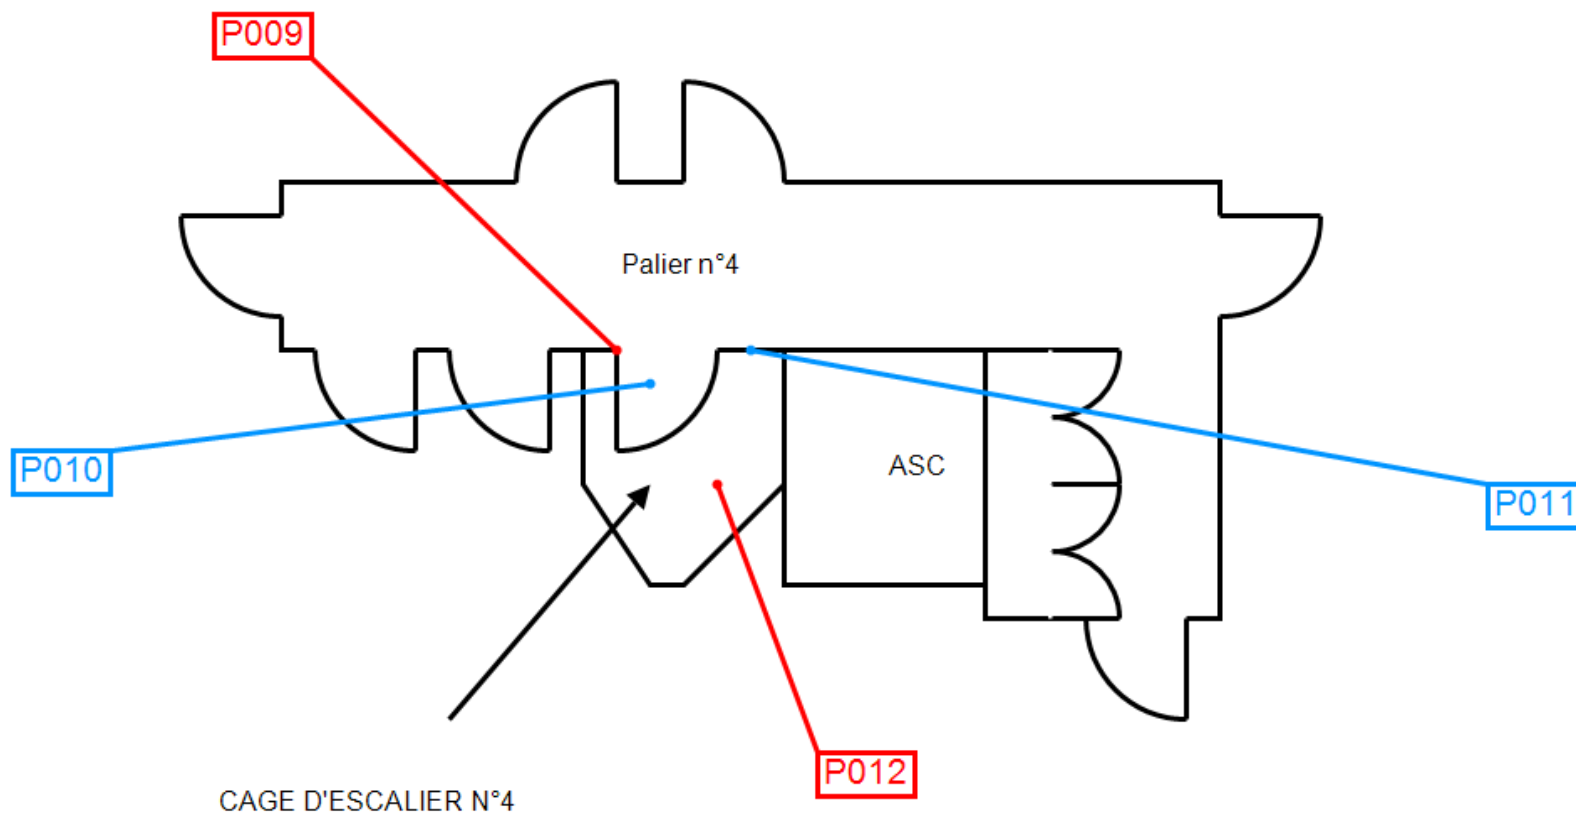 P009
Palier n°4
P010
ASC
P011
P012
CAGE D'ESCALIER N°4